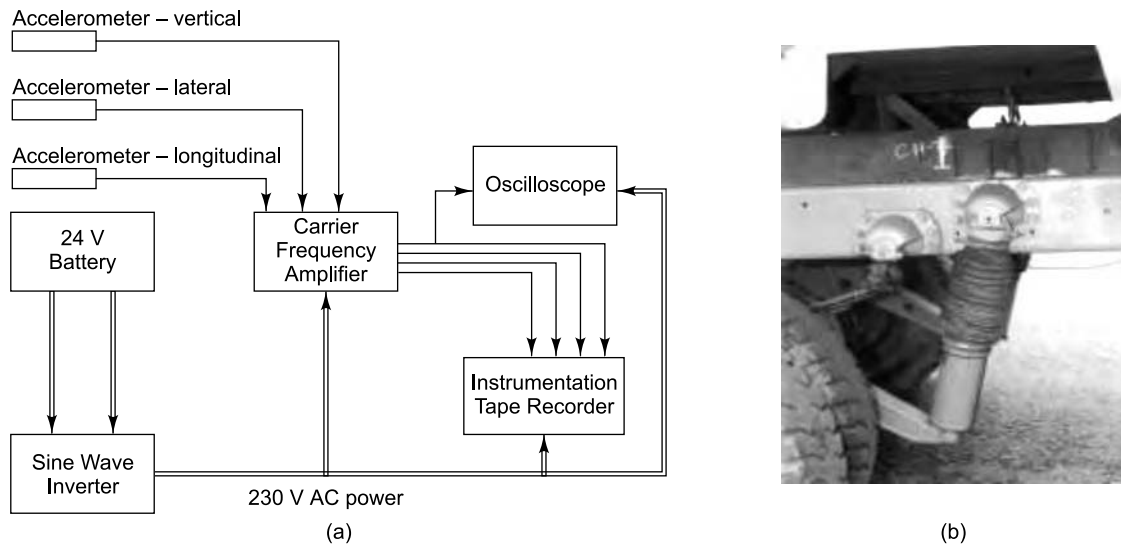 Accelerometer – vertical
Accelerometer – lateral
Accelerometer – longitudinal
Oscilloscope
24 V
Battery
Carrier
Frequency
Amplifier
Instrumentation
Tape Recorder
Sine Wave
Inverter
230 V AC power
(a)
(b)